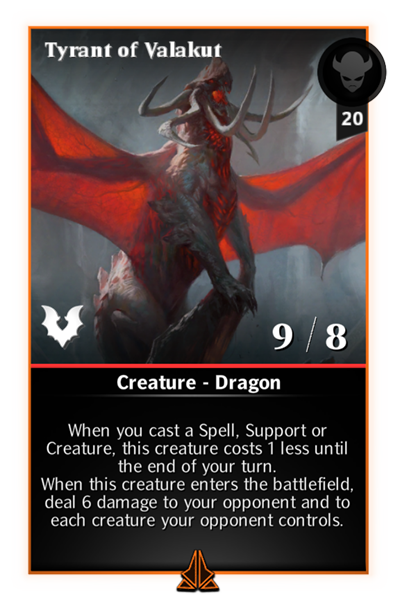 Tyrant of Valakut
20
9 / 8
Creature - Dragon
When you cast a Spell, Support or
Creature, this creature costs 1 less until
the end of your turn.
When this creature enters the battlefield,
deal 6 damage to your opponent and to
each creature your opponent controls.